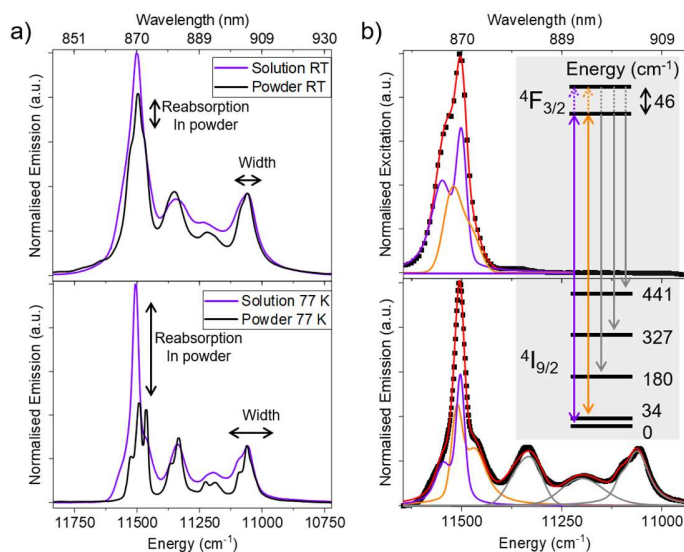 a)
Wavelength (nm)
851 870 889 909 930
Normalised Emission (a.u.)
Solution RT
Powder RT
Reabsorption
In powder
Width
Normalised Emission (a.u.)
Solution 77 K
Powder 77 K
Reabsorption
In powder
Width
11750 11500 11250 11000
Energy (cm⁻¹)
b)
Wavelength (nm)
870 889 909
Normalised Excitation (a.u.)
Energy (cm⁻¹)
⁴F3/2
46
Normalised Emission (a.u.)
441
327
⁴I9/2
180
34
0
11500 11250 11000
Energy (cm⁻¹)